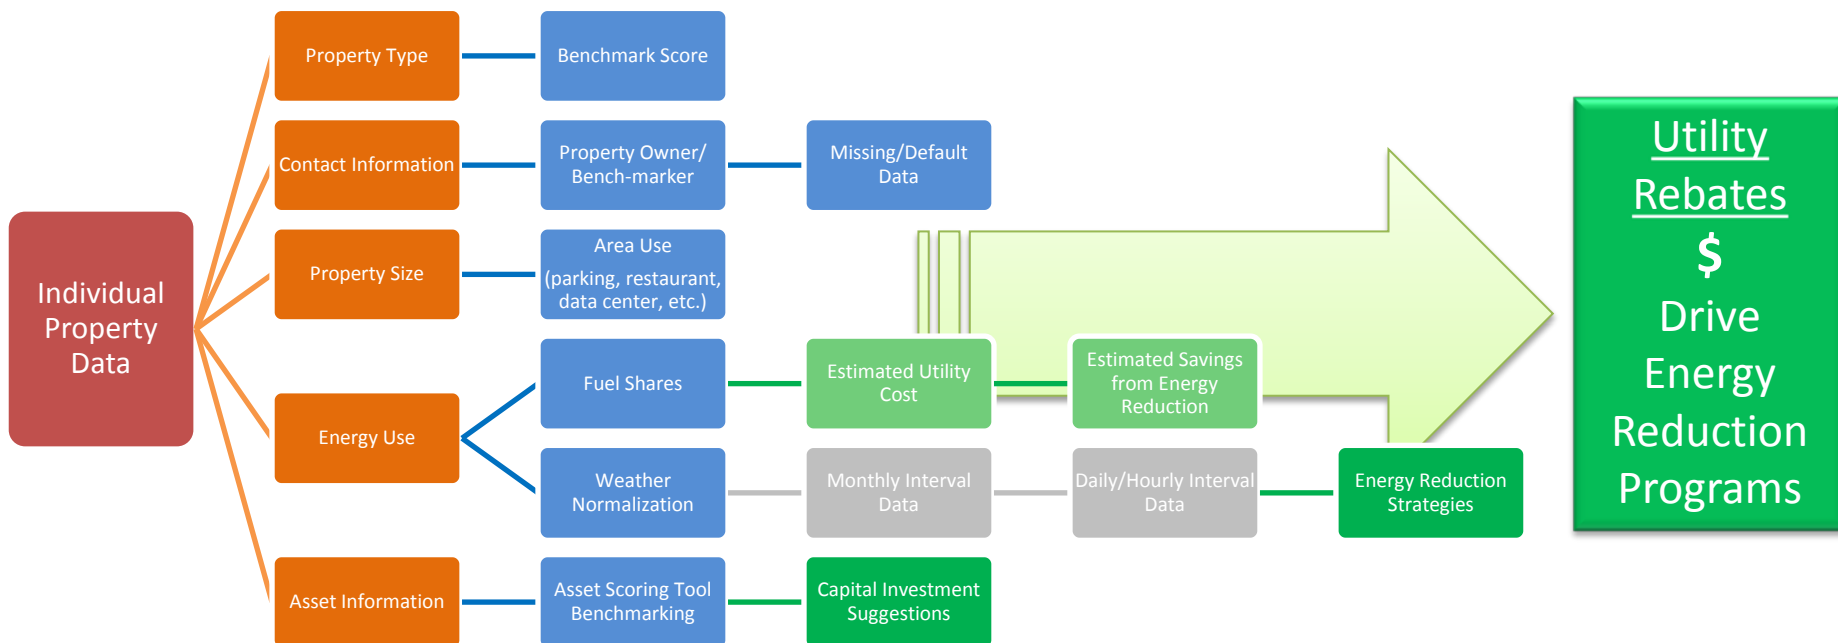 Individual
Property
Data
Property Type
Benchmark Score
Contact Information
Property Owner/
Bench-marker
Missing/Default
Data
Property Size
Area Use
(parking, restaurant,
data center, etc.)
Energy Use
Fuel Shares
Estimated Utility
Cost
Estimated Savings
from Energy
Reduction
Weather
Normalization
Monthly Interval
Data
Daily/Hourly Interval
Data
Energy Reduction
Strategies
Asset Information
Asset Scoring Tool
Benchmarking
Capital Investment
Suggestions
Utility
Rebates
$
Drive
Energy
Reduction
Programs